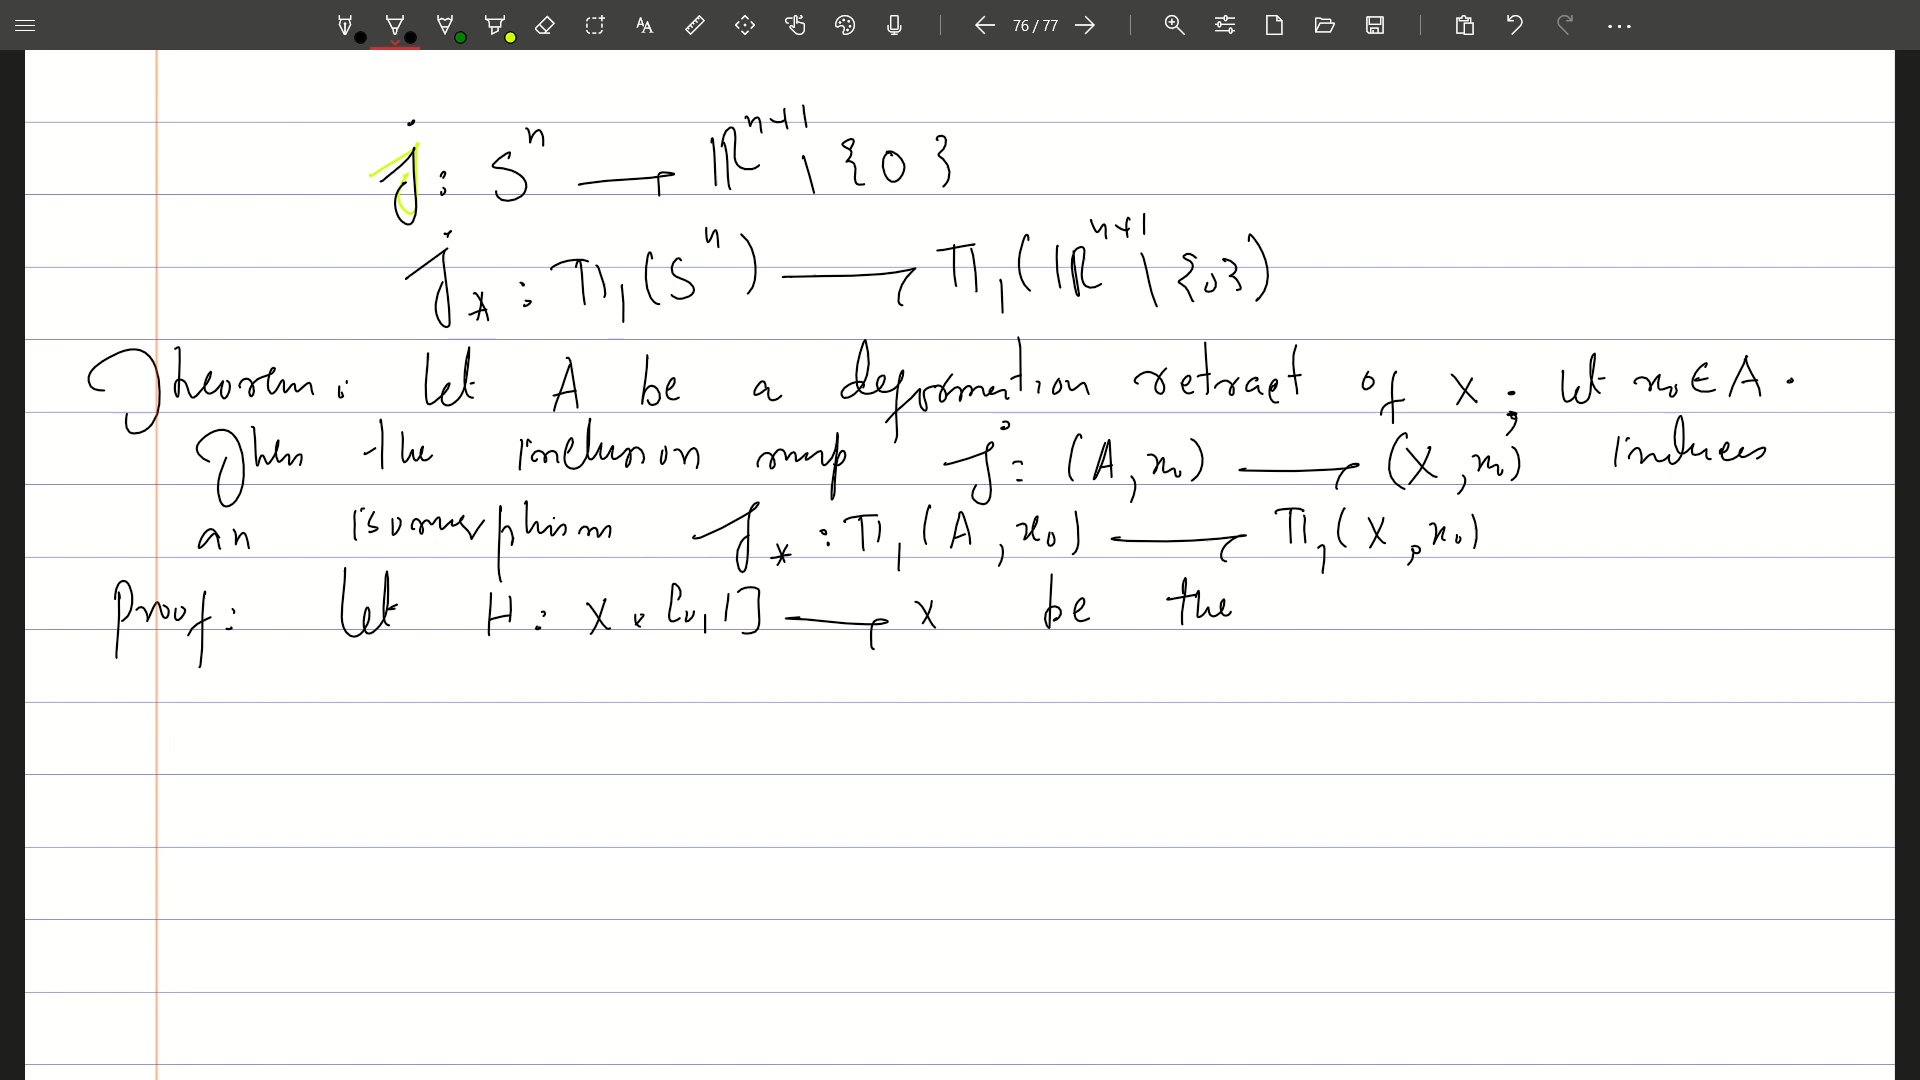 76 / 77
j : S^n ⟶ ℝ^{n+1} \ {0}
j_* : π_1(S^n) ⟶ π_1(ℝ^{n+1} \ {0})
Theorem: Let A be a deformation retract of X; let x_0 ∈ A.
Then the inclusion map j : (A, x_0) ⟶ (X, x_0) induces
an isomorphism j_* : π_1(A, x_0) ⟶ π_1(X, x_0)
Proof: Let H : X × [0,1] ⟶ X be the